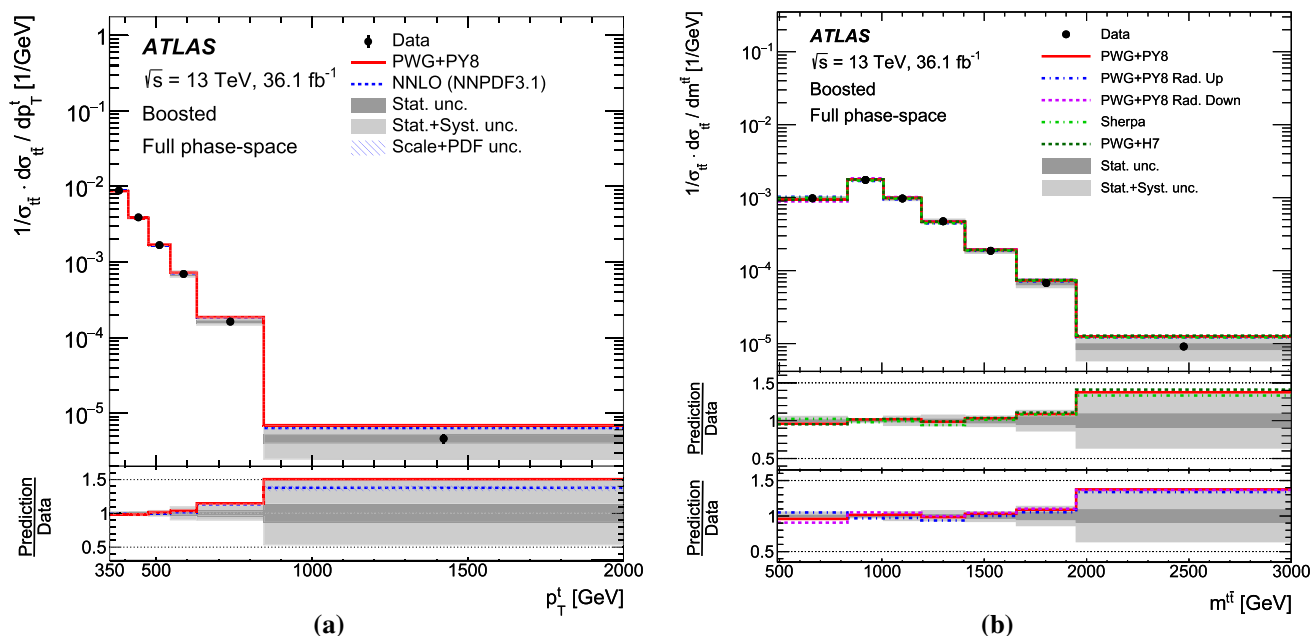 1/σ_tt̄ · dσ_tt̄ / dp_T^t [1/GeV]
1
10⁻¹
10⁻²
10⁻³
10⁻⁴
10⁻⁵
ATLAS
√s = 13 TeV, 36.1 fb⁻¹
Boosted
Full phase-space
Data
PWG+PY8
NNLO (NNPDF3.1)
Stat. unc.
Stat.+Syst. unc.
Scale+PDF unc.
Prediction
Data
1.5
1
0.5
350 500 1000 1500 2000
p_T^t [GeV]
(a)
1/σ_tt̄ · dσ_tt̄ / dm^tt̄ [1/GeV]
10⁻¹
10⁻²
10⁻³
10⁻⁴
10⁻⁵
ATLAS
√s = 13 TeV, 36.1 fb⁻¹
Boosted
Full phase-space
Data
PWG+PY8
PWG+PY8 Rad. Up
PWG+PY8 Rad. Down
Sherpa
PWG+H7
Stat. unc.
Stat.+Syst. unc.
Prediction
Data
1.5
1
0.5
Prediction
Data
1.5
1
0.5
490 1000 1500 2000 2500 3000
m^tt̄ [GeV]
(b)